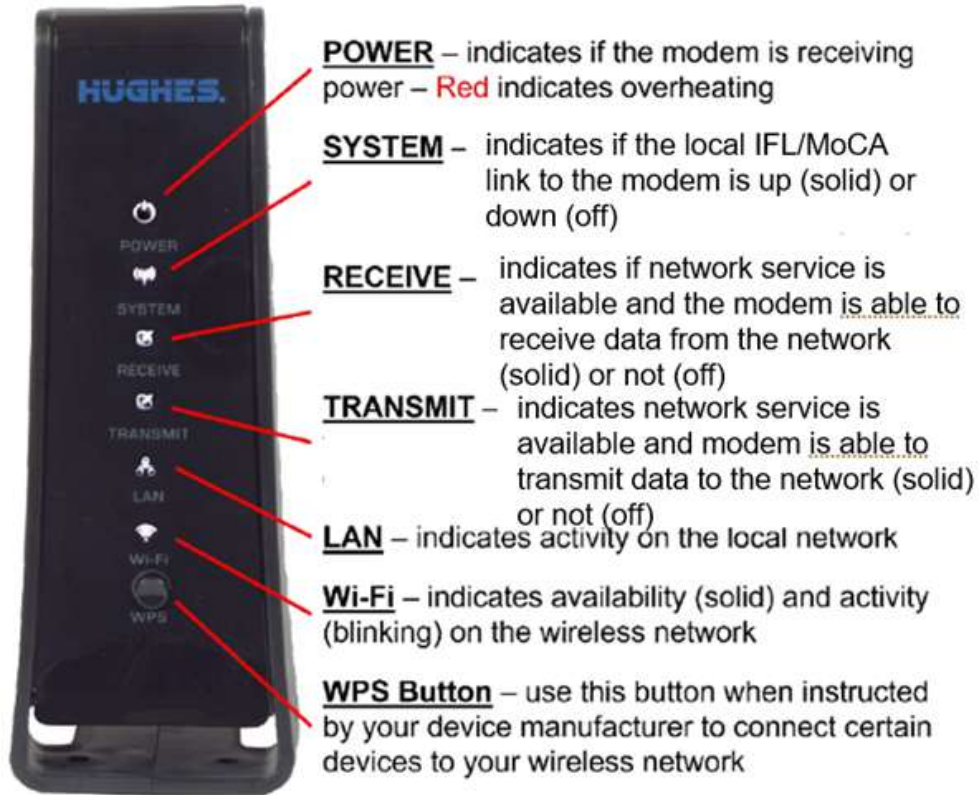 HUGHES.
POWER
SYSTEM
RECEIVE
TRANSMIT
LAN
Wi-Fi
WPS
POWER – indicates if the modem is receiving
power – Red indicates overheating
SYSTEM – indicates if the local IFL/MoCA
link to the modem is up (solid) or
down (off)
RECEIVE – indicates if network service is
available and the modem is able to
receive data from the network
(solid) or not (off)
TRANSMIT – indicates network service is
available and modem is able to
transmit data to the network (solid)
or not (off)
LAN – indicates activity on the local network
Wi-Fi – indicates availability (solid) and activity
(blinking) on the wireless network
WPS Button – use this button when instructed
by your device manufacturer to connect certain
devices to your wireless network